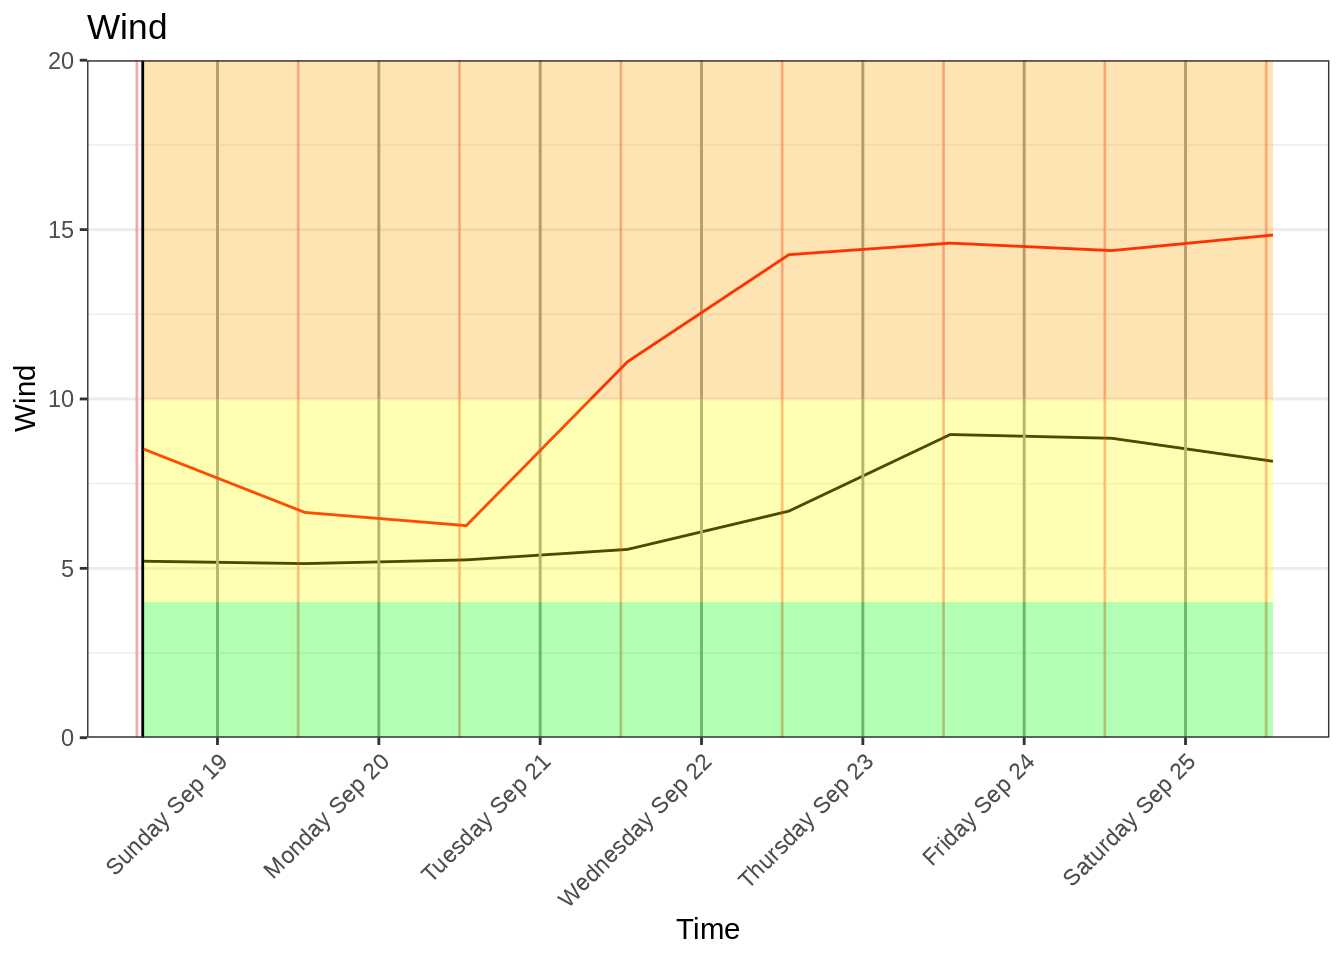 Wind
20
15
10
5
0
Wind
Sunday Sep 19
Monday Sep 20
Tuesday Sep 21
Wednesday Sep 22
Thursday Sep 23
Friday Sep 24
Saturday Sep 25
Time